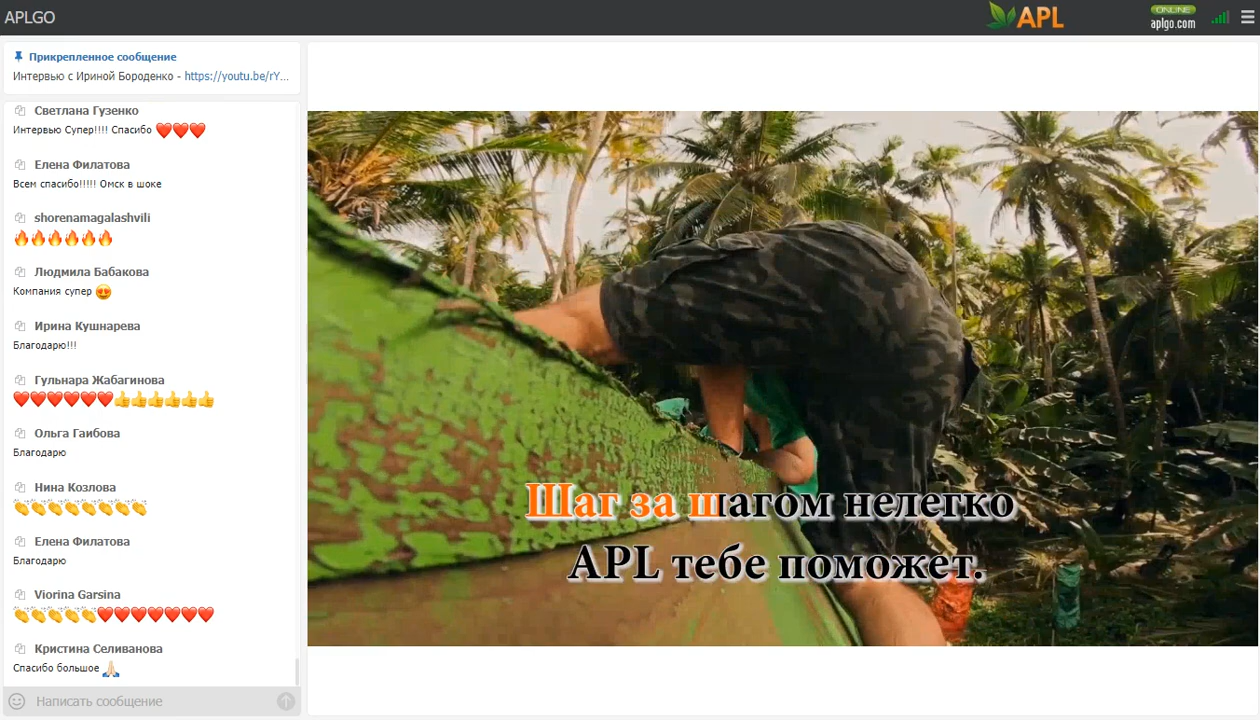 APLGO
APL
ONLINE
aplgo.com
Прикрепленное сообщение
Интервью с Ириной Бороденко - https://youtu.be/rY...
Светлана Гузенко
Интервью Супер!!!! Спасибо ❤️❤️❤️
Елена Филатова
Всем спасибо!!!!! Омск в шоке
shorenamagalashvili
🔥🔥🔥🔥🔥🔥
Людмила Бабакова
Компания супер 😍
Ирина Кушнарева
Благодарю!!!
Гульнара Жабагинова
❤️❤️❤️❤️❤️❤️👍👍👍👍👍👍
Ольга Гаибова
Благодарю
Нина Козлова
👏👏👏👏👏👏👏👏
Елена Филатова
Благодарю
Viorina Garsina
👏👏👏👏👏❤️❤️❤️❤️❤️❤️❤️
Кристина Селиванова
Спасибо большое 🙏🏻
Написать сообщение
Шаг за шагом нелегко
APL тебе поможет.